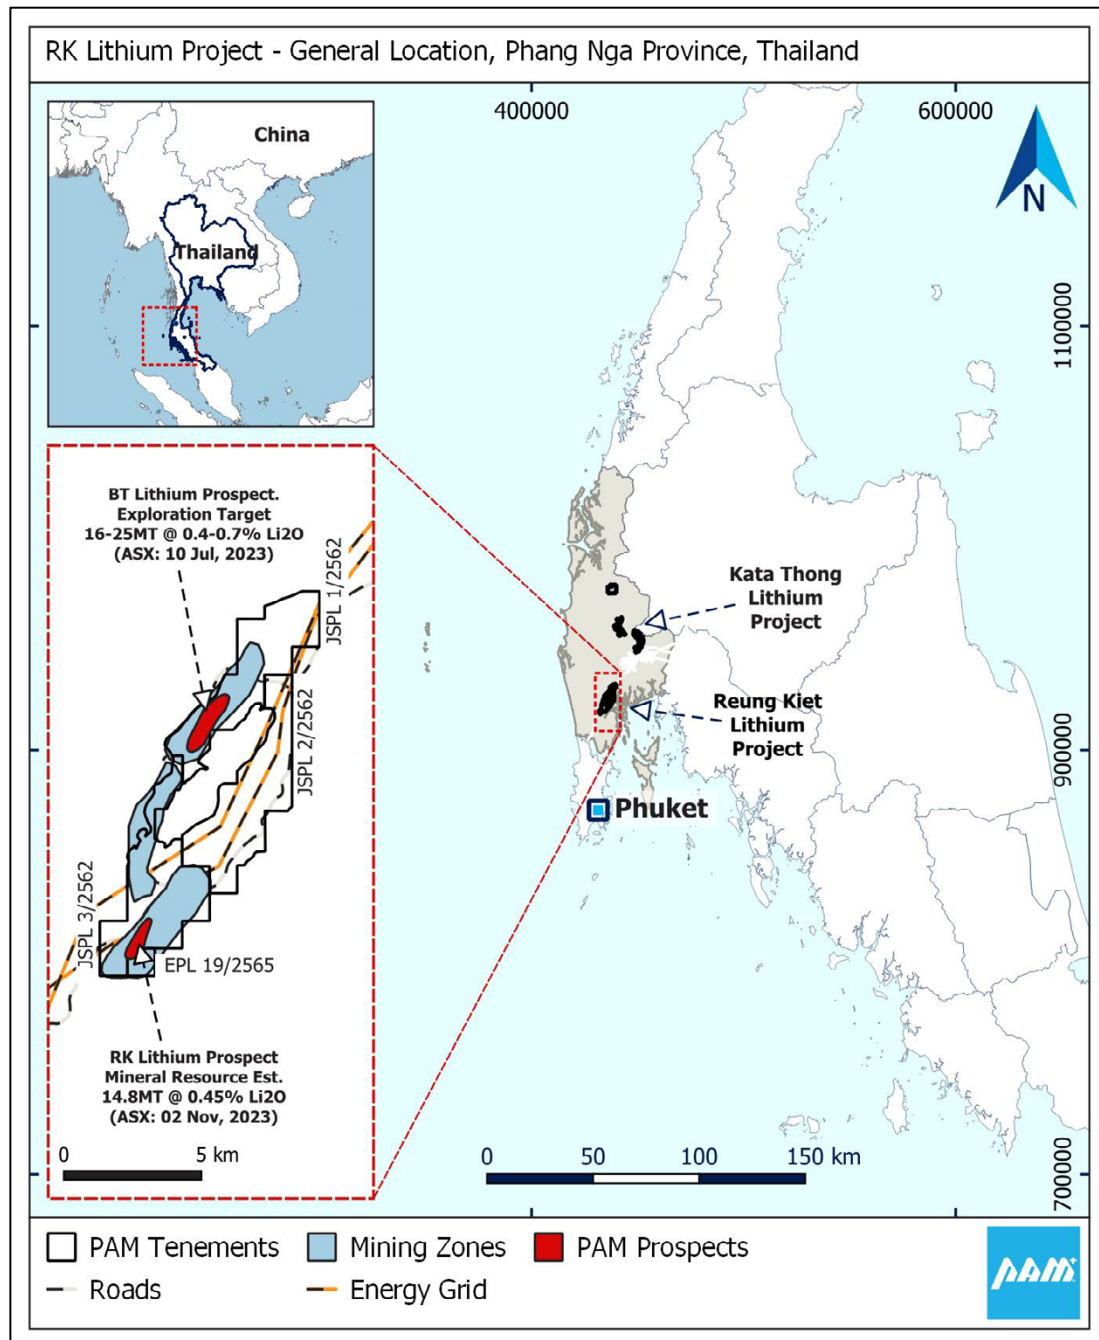 RK Lithium Project - General Location, Phang Nga Province, Thailand
400000
600000
China
Thailand
N
1100000
BT Lithium Prospect.
Exploration Target
16-25MT @ 0.4-0.7% Li2O
(ASX: 10 Jul, 2023)
JSPL 1/2562
JSPL 2/2562
JSPL 3/2562
EPL 19/2565
RK Lithium Prospect
Mineral Resource Est.
14.8MT @ 0.45% Li2O
(ASX: 02 Nov, 2023)
0
5 km
Kata Thong
Lithium
Project
Reung Kiet
Lithium
Project
900000
Phuket
0
50
100
150 km
700000
PAM Tenements
Mining Zones
PAM Prospects
Roads
Energy Grid
PAM+